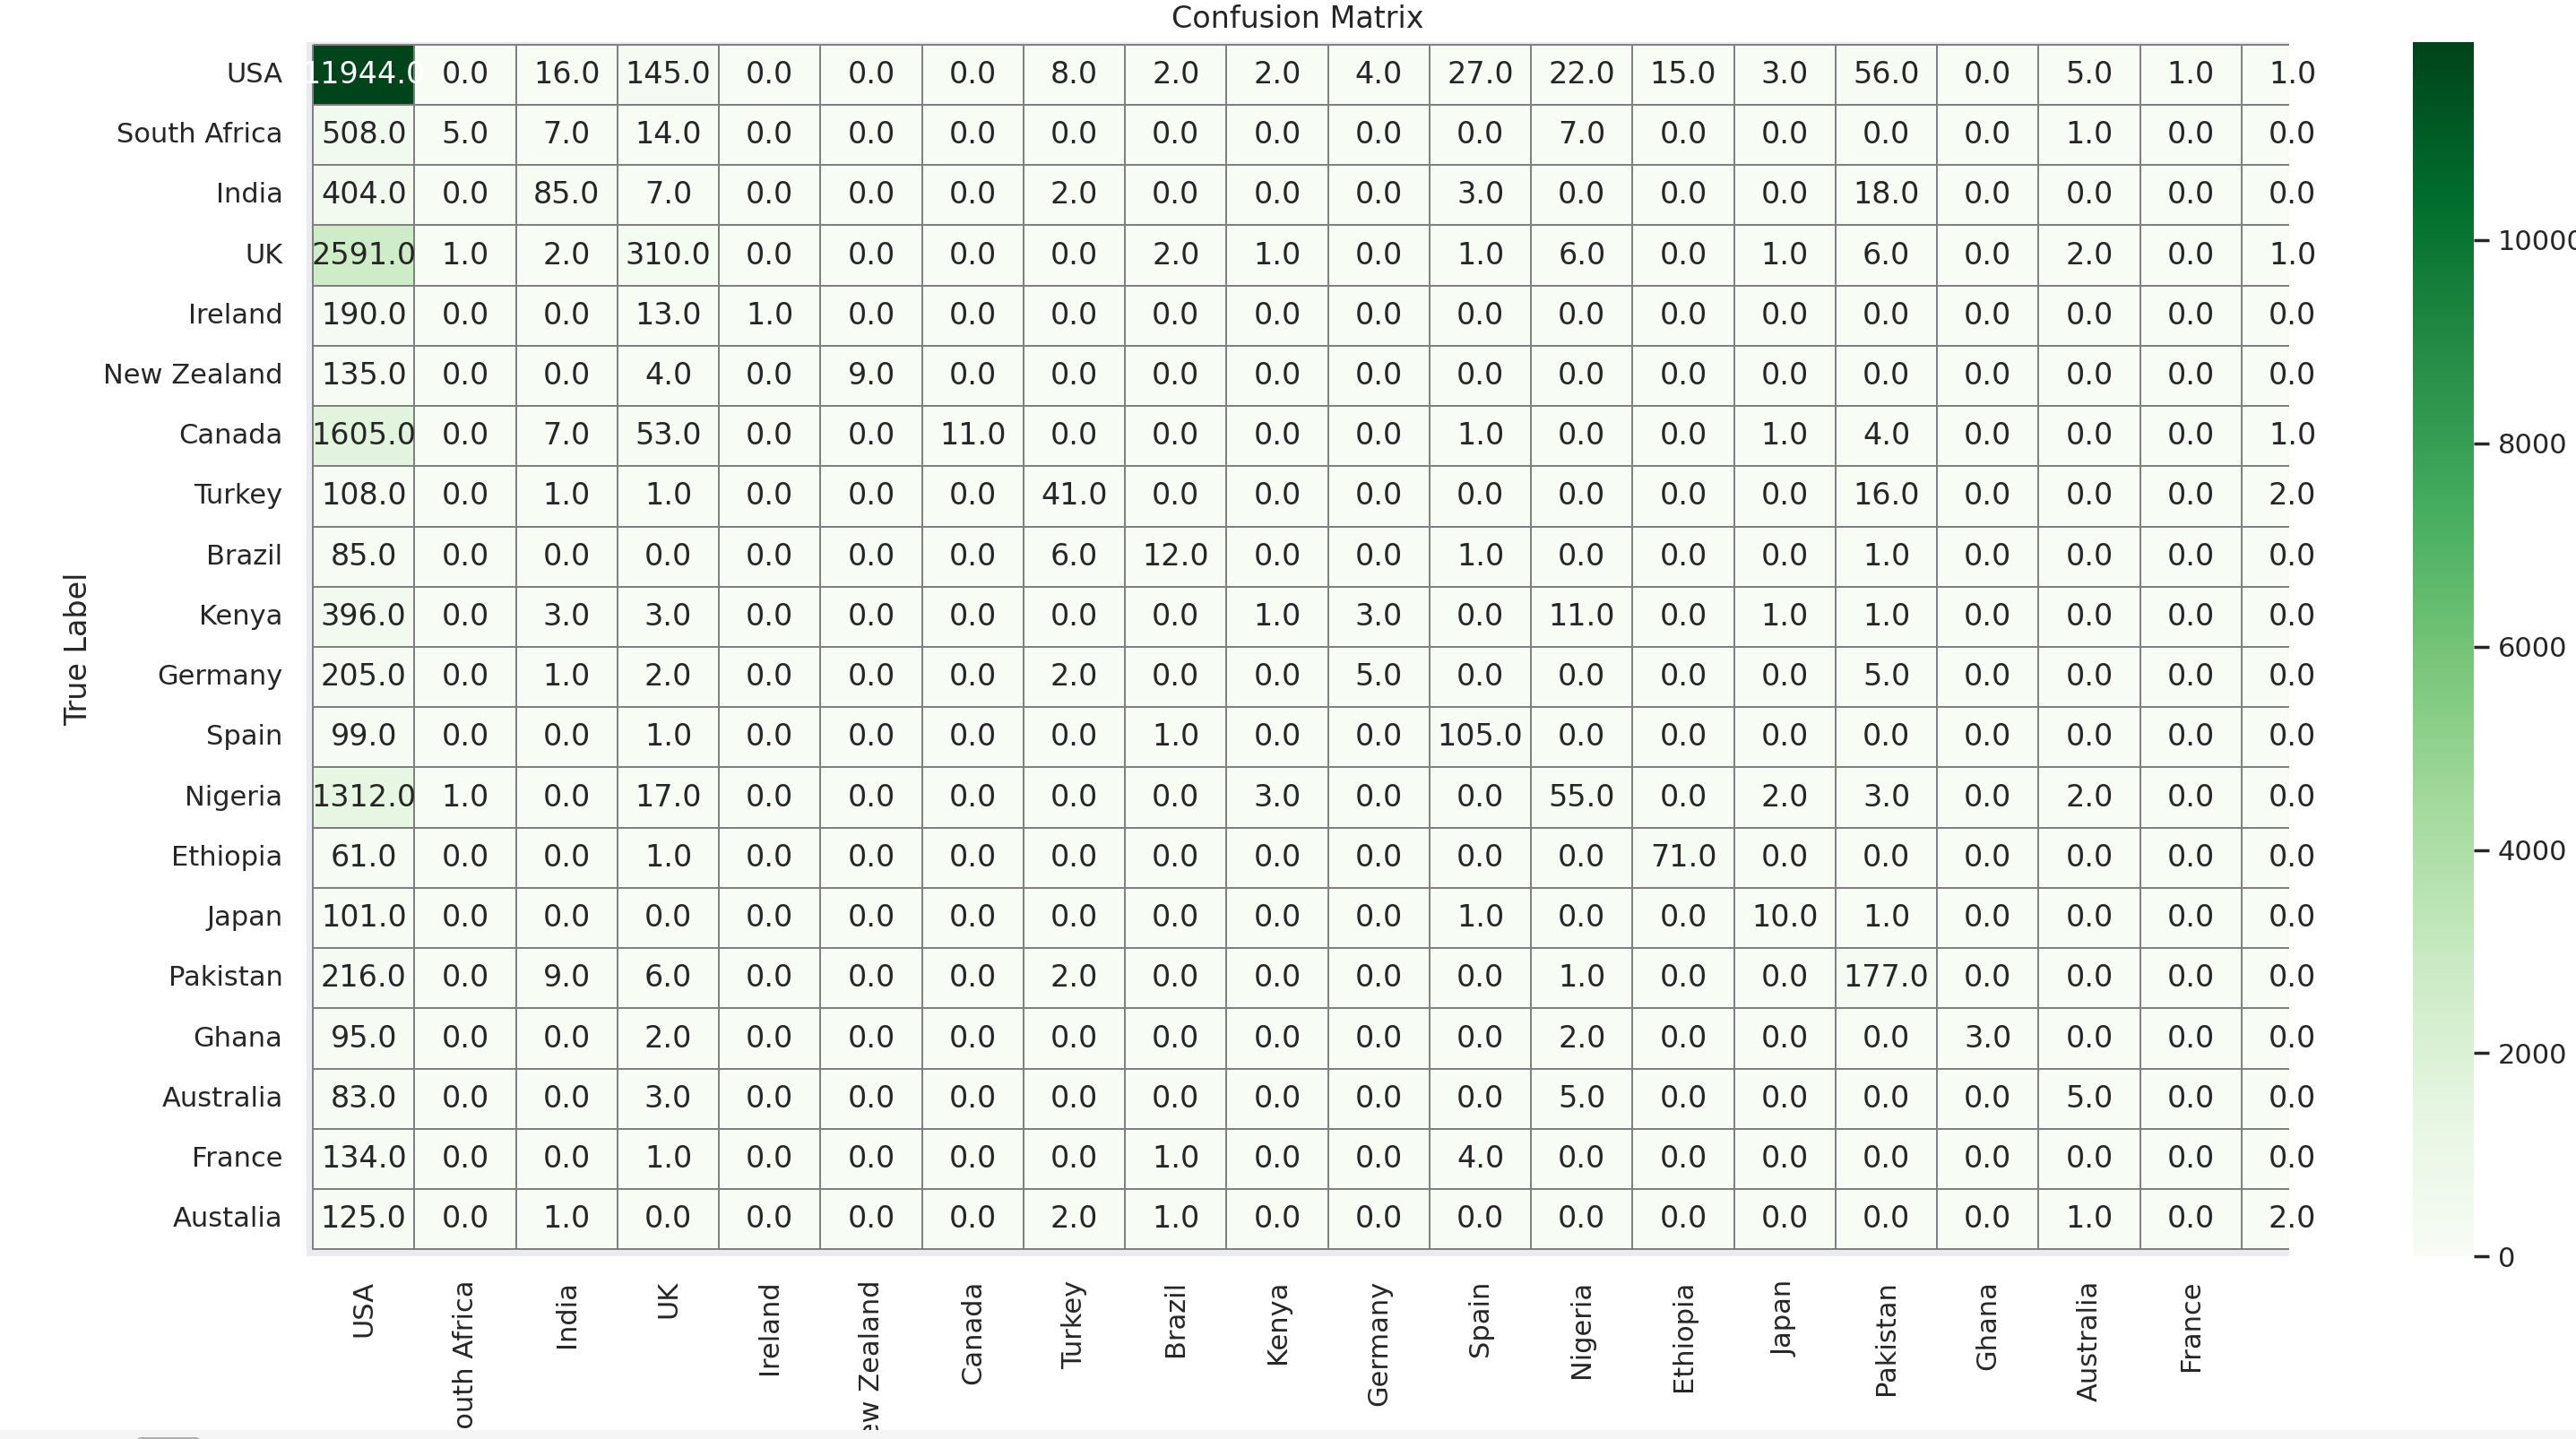 Confusion Matrix
USA 11944.0 0.0 16.0 145.0 0.0 0.0 0.0 8.0 2.0 2.0 4.0 27.0 22.0 15.0 3.0 56.0 0.0 5.0 1.0 1.0
South Africa 508.0 5.0 7.0 14.0 0.0 0.0 0.0 0.0 0.0 0.0 0.0 0.0 7.0 0.0 0.0 0.0 0.0 1.0 0.0 0.0
India 404.0 0.0 85.0 7.0 0.0 0.0 0.0 2.0 0.0 0.0 0.0 3.0 0.0 0.0 0.0 18.0 0.0 0.0 0.0 0.0
UK 2591.0 1.0 2.0 310.0 0.0 0.0 0.0 0.0 2.0 1.0 0.0 1.0 6.0 0.0 1.0 6.0 0.0 2.0 0.0 1.0
Ireland 190.0 0.0 0.0 13.0 1.0 0.0 0.0 0.0 0.0 0.0 0.0 0.0 0.0 0.0 0.0 0.0 0.0 0.0 0.0 0.0
New Zealand 135.0 0.0 0.0 4.0 0.0 9.0 0.0 0.0 0.0 0.0 0.0 0.0 0.0 0.0 0.0 0.0 0.0 0.0 0.0 0.0
Canada 1605.0 0.0 7.0 53.0 0.0 0.0 11.0 0.0 0.0 0.0 0.0 1.0 0.0 0.0 1.0 4.0 0.0 0.0 0.0 1.0
Turkey 108.0 0.0 1.0 1.0 0.0 0.0 0.0 41.0 0.0 0.0 0.0 0.0 0.0 0.0 0.0 16.0 0.0 0.0 0.0 2.0
Brazil 85.0 0.0 0.0 0.0 0.0 0.0 0.0 6.0 12.0 0.0 0.0 1.0 0.0 0.0 0.0 1.0 0.0 0.0 0.0 0.0
Kenya 396.0 0.0 3.0 3.0 0.0 0.0 0.0 0.0 0.0 1.0 3.0 0.0 11.0 0.0 1.0 1.0 0.0 0.0 0.0 0.0
Germany 205.0 0.0 1.0 2.0 0.0 0.0 0.0 2.0 0.0 0.0 5.0 0.0 0.0 0.0 0.0 5.0 0.0 0.0 0.0 0.0
Spain 99.0 0.0 0.0 1.0 0.0 0.0 0.0 0.0 1.0 0.0 0.0 105.0 0.0 0.0 0.0 0.0 0.0 0.0 0.0 0.0
Nigeria 1312.0 1.0 0.0 17.0 0.0 0.0 0.0 0.0 0.0 3.0 0.0 0.0 55.0 0.0 2.0 3.0 0.0 2.0 0.0 0.0
Ethiopia 61.0 0.0 0.0 1.0 0.0 0.0 0.0 0.0 0.0 0.0 0.0 0.0 0.0 71.0 0.0 0.0 0.0 0.0 0.0 0.0
Japan 101.0 0.0 0.0 0.0 0.0 0.0 0.0 0.0 0.0 0.0 0.0 1.0 0.0 0.0 10.0 1.0 0.0 0.0 0.0 0.0
Pakistan 216.0 0.0 9.0 6.0 0.0 0.0 0.0 2.0 0.0 0.0 0.0 0.0 1.0 0.0 0.0 177.0 0.0 0.0 0.0 0.0
Ghana 95.0 0.0 0.0 2.0 0.0 0.0 0.0 0.0 0.0 0.0 0.0 0.0 2.0 0.0 0.0 0.0 3.0 0.0 0.0 0.0
Australia 83.0 0.0 0.0 3.0 0.0 0.0 0.0 0.0 0.0 0.0 0.0 0.0 5.0 0.0 0.0 0.0 0.0 5.0 0.0 0.0
France 134.0 0.0 0.0 1.0 0.0 0.0 0.0 0.0 1.0 0.0 0.0 4.0 0.0 0.0 0.0 0.0 0.0 0.0 0.0 0.0
Austalia 125.0 0.0 1.0 0.0 0.0 0.0 0.0 2.0 1.0 0.0 0.0 0.0 0.0 0.0 0.0 0.0 0.0 1.0 0.0 2.0
True Label
USA outh Africa India UK Ireland ew Zealand Canada Turkey Brazil Kenya Germany Spain Nigeria Ethiopia Japan Pakistan Ghana Australia France
10000
8000
6000
4000
2000
0